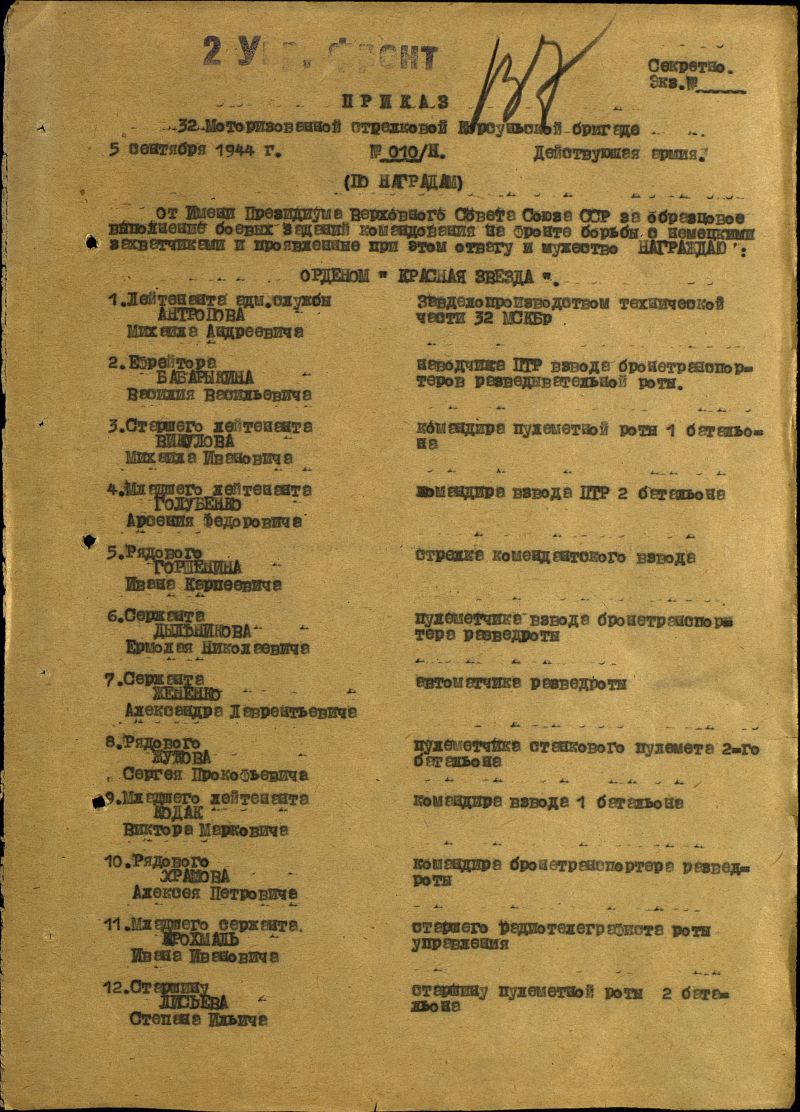 2 Укр. Фронт
137
Секретно.
Экз.№_____
ПРИКАЗ
32 Моторизованной стрелковой Корсуньской бригаде
5 сентября 1944 г. № 010/Н. Действующая армия.
(ПО НАГРАДАМ)
От Имени Президиума Верховного Совета Союза ССР за образцовое
выполнение боевых заданий командования на фронте борьбы с немецкими
захватчиками и проявленные при этом отвагу и мужество НАГРАЖДАЮ":
ОРДЕНОМ " КРАСНАЯ ЗВЕЗДА ".
1.Лейтенанта адм.службы Завделопроизводством технической
АНТРОПОВА части 32 МСКБр
Михаила Андреевича
2.Ефрейтора наводчика ПТР взвода бронетранспор-
БАБАРЫКИНА теров разведывательной роты.
Василия Васильевича
3.Старшего лейтенанта командира пулеметной роты 1 батальо-
ВИЖУЛОВА на
Михаила Ивановича
4.Младшего лейтенанта командира взвода ПТР 2 батальона
ГОЛУБЕНКО
Арсения Федоровича
5.Рядового стрелка комендантского взвода
ГОРШЕНИНА
Ивана Карпеевича
6.Сержанта пулеметчика взвода бронетранспор
ДЫЛЬНИКОВА тера разведроты
Ермолая Николаевича
7.Сержанта автоматчика разведроты
ЖЕНЕНКО
Александра Лаврентьевича
8.Рядового пулеметчика станкового пулемета 2-го
ЖУКОВА батальона
Сергея Прокофьевича
9.Младшего лейтенанта командира взвода 1 батальона
КОДАК
Виктора Марковича
10.Рядового командира бронетранспортера развед-
ХРАМОВА роты
Алексея Петровича
11.Младшего сержанта старшего радиотелеграфиста роты
КРОХМАЛЬ управления
Ивана Ивановича
12.Старшину старшину пулеметной роты 2 бата-
ЛИСЬЕВА льона
Степана Ильича